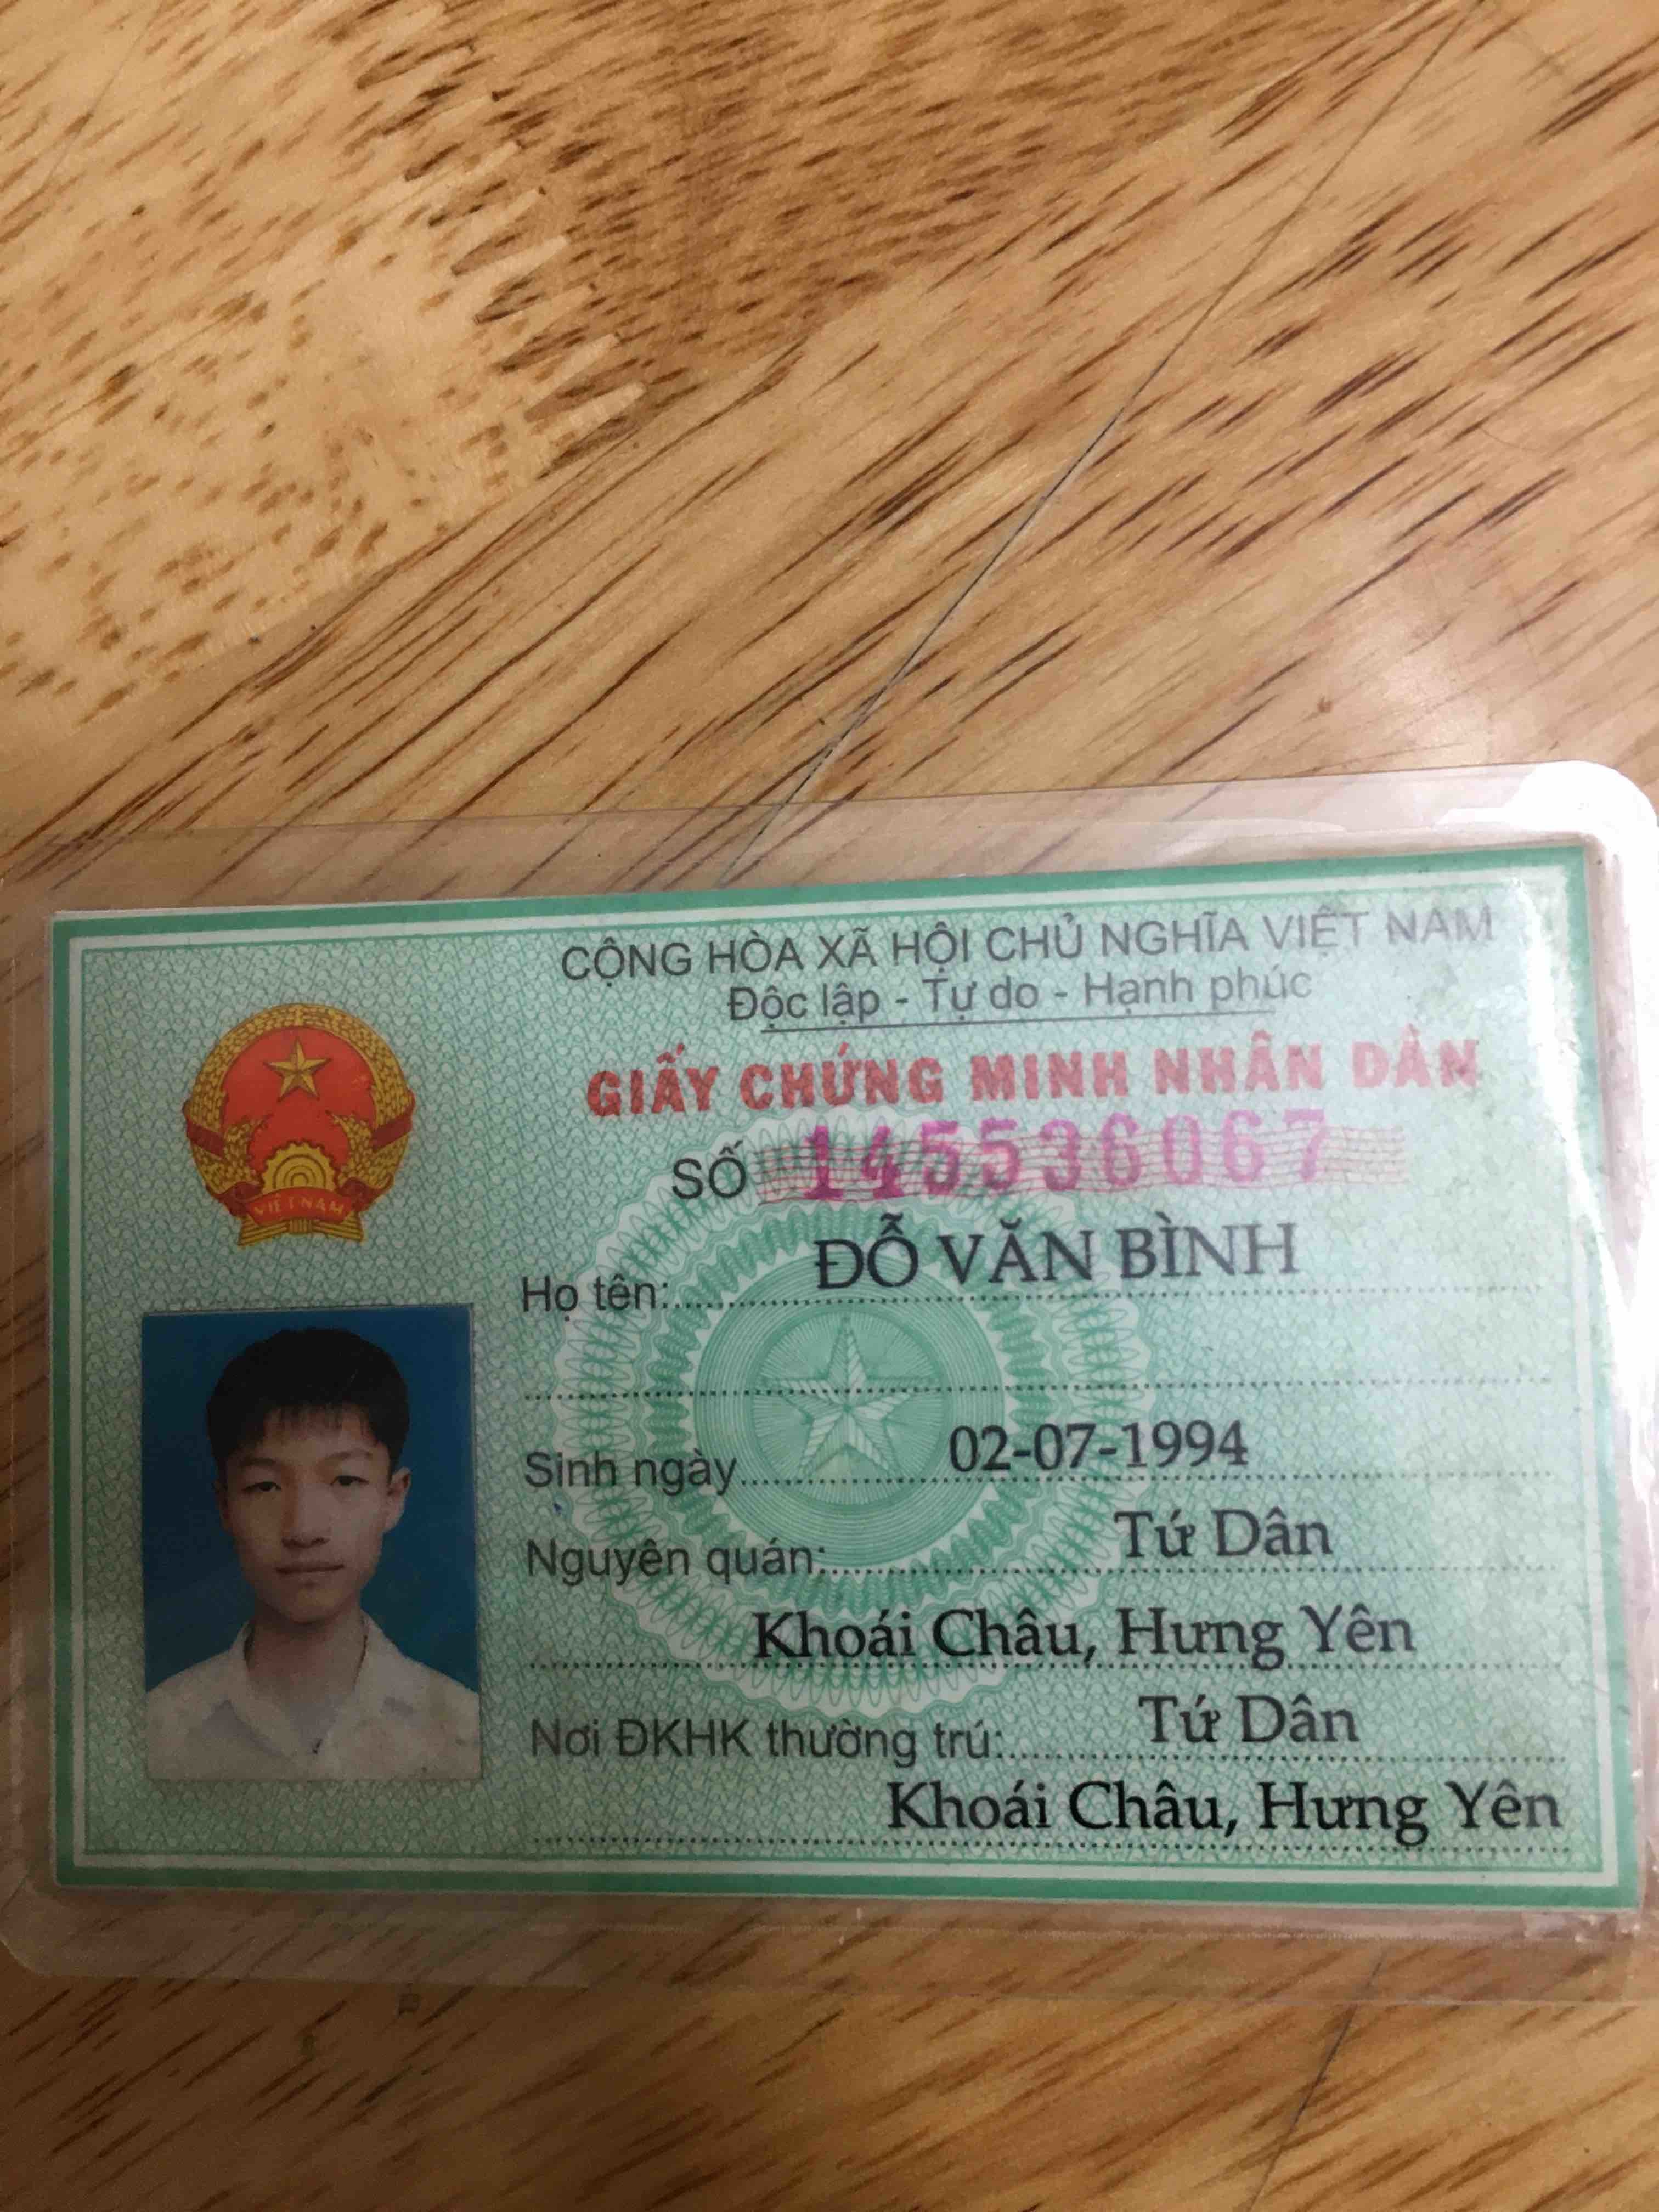 CỘNG HÒA XÃ HỘI CHỦ NGHĨA VIỆT NAM
Độc lập - Tự do - Hạnh phúc
GIẤY CHỨNG MINH NHÂN DÂN
SỐ 145536067
Họ tên: ĐỖ VĂN BÌNH
Sinh ngày 02-07-1994
Nguyên quán: Tứ Dân
Khoái Châu, Hưng Yên
Nơi ĐKHK thường trú: Tứ Dân
Khoái Châu, Hưng Yên
VIỆT NAM